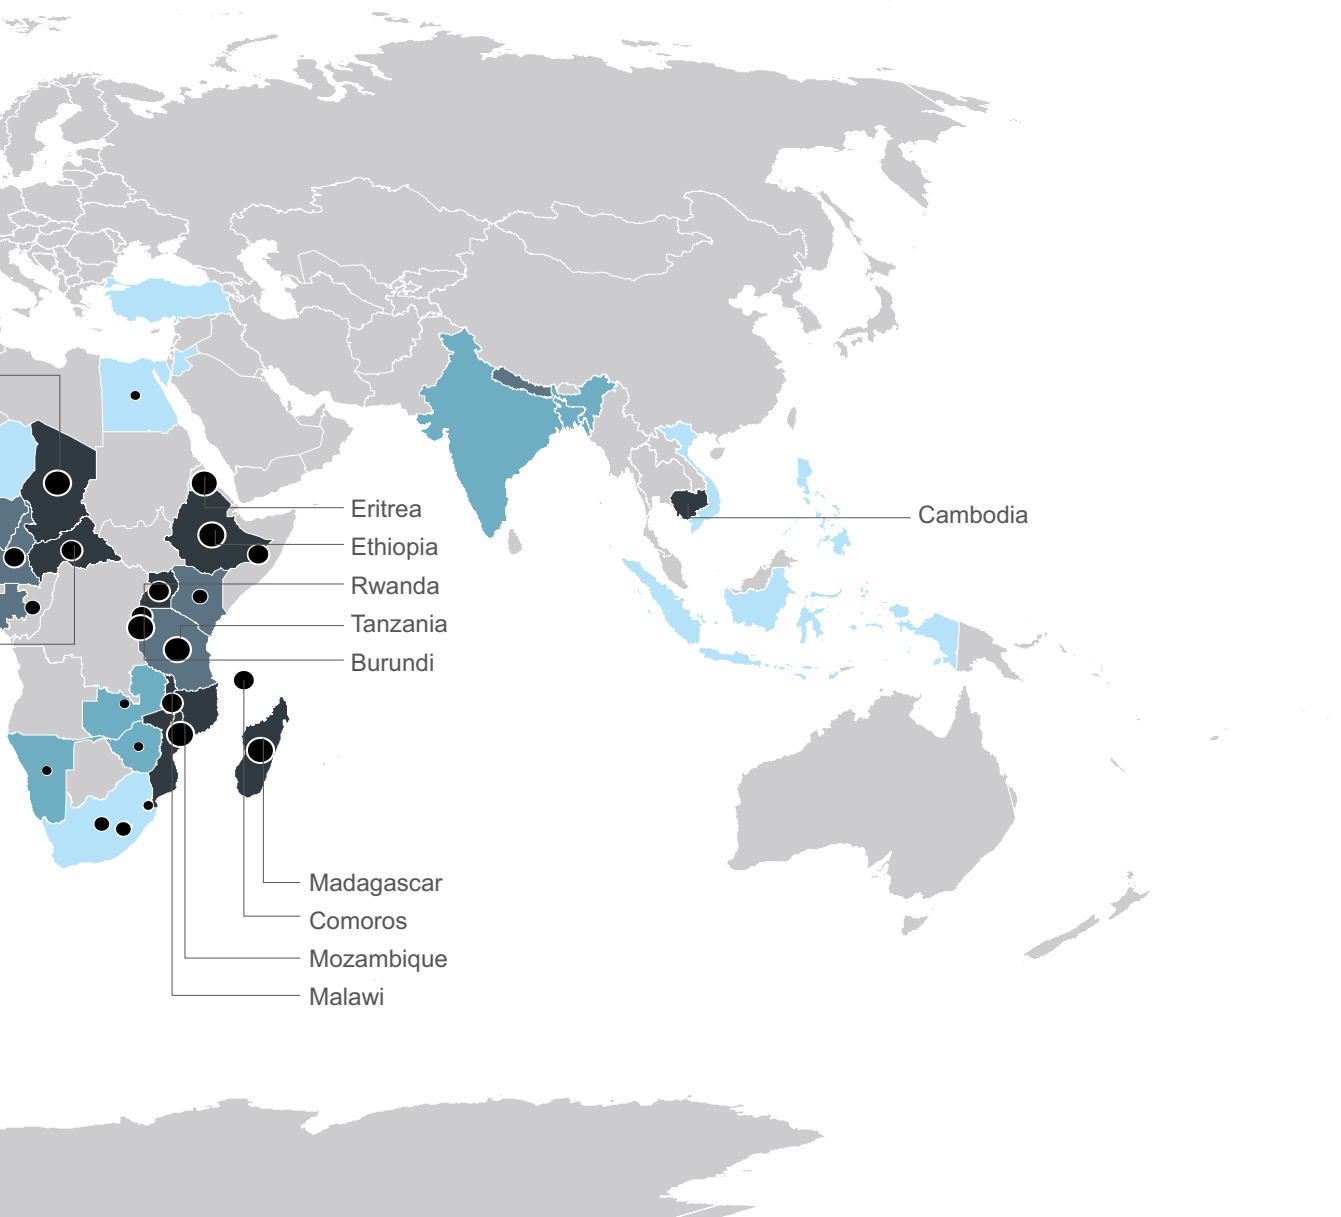 Eritrea
Ethiopia
Rwanda
Tanzania
Burundi
Cambodia
Madagascar
Comoros
Mozambique
Malawi